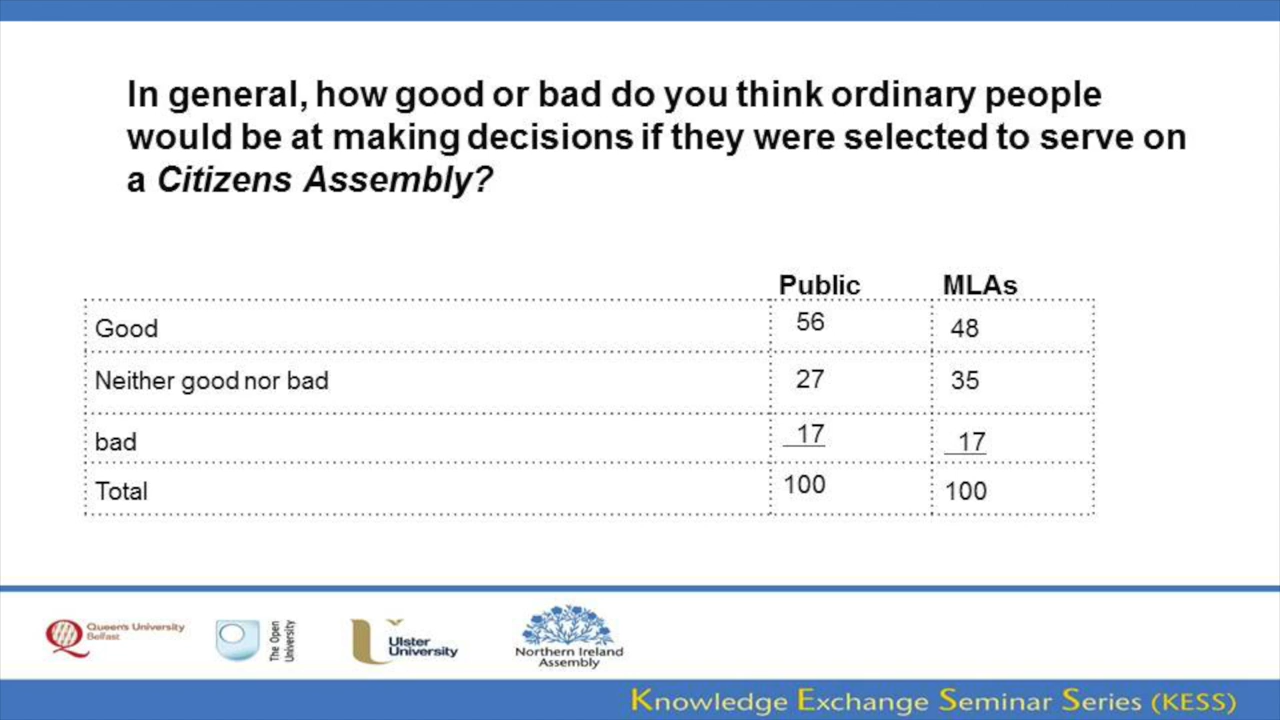 In general, how good or bad do you think ordinary people
would be at making decisions if they were selected to serve on
a Citizens Assembly?
Public MLAs
Good 56 48
Neither good nor bad 27 35
bad 17 17
Total 100 100
Queen's University
Belfast
The Open
University
Ulster
University
Northern Ireland
Assembly
Knowledge Exchange Seminar Series (KESS)